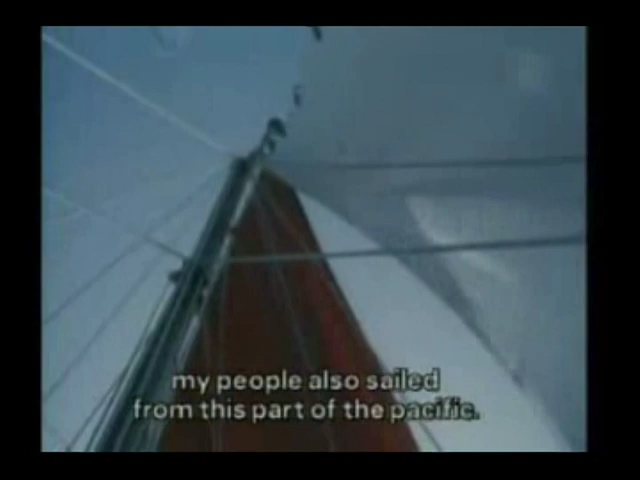 my people also sailed
from this part of the pacific.